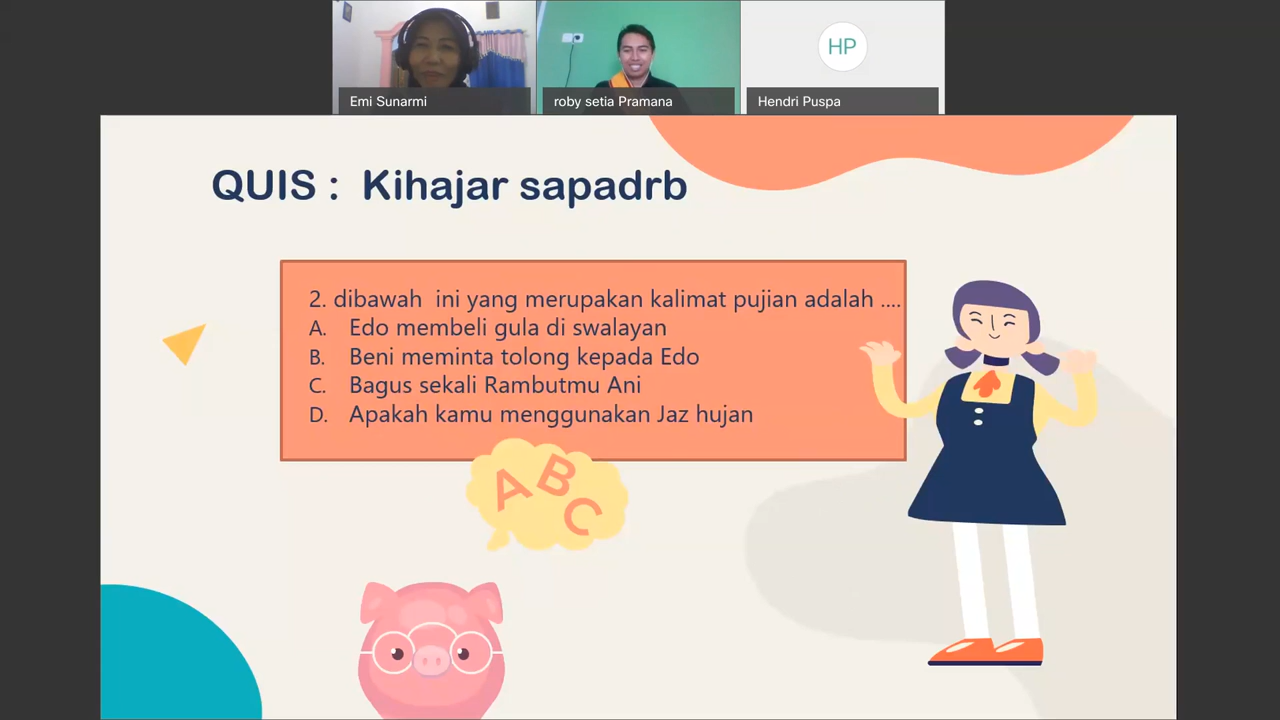 HP
Emi Sunarmi
roby setia Pramana
Hendri Puspa
QUIS : Kihajar sapadrb
2. dibawah ini yang merupakan kalimat pujian adalah ....
A. Edo membeli gula di swalayan
B. Beni meminta tolong kepada Edo
C. Bagus sekali Rambutmu Ani
D. Apakah kamu menggunakan Jaz hujan
A B C